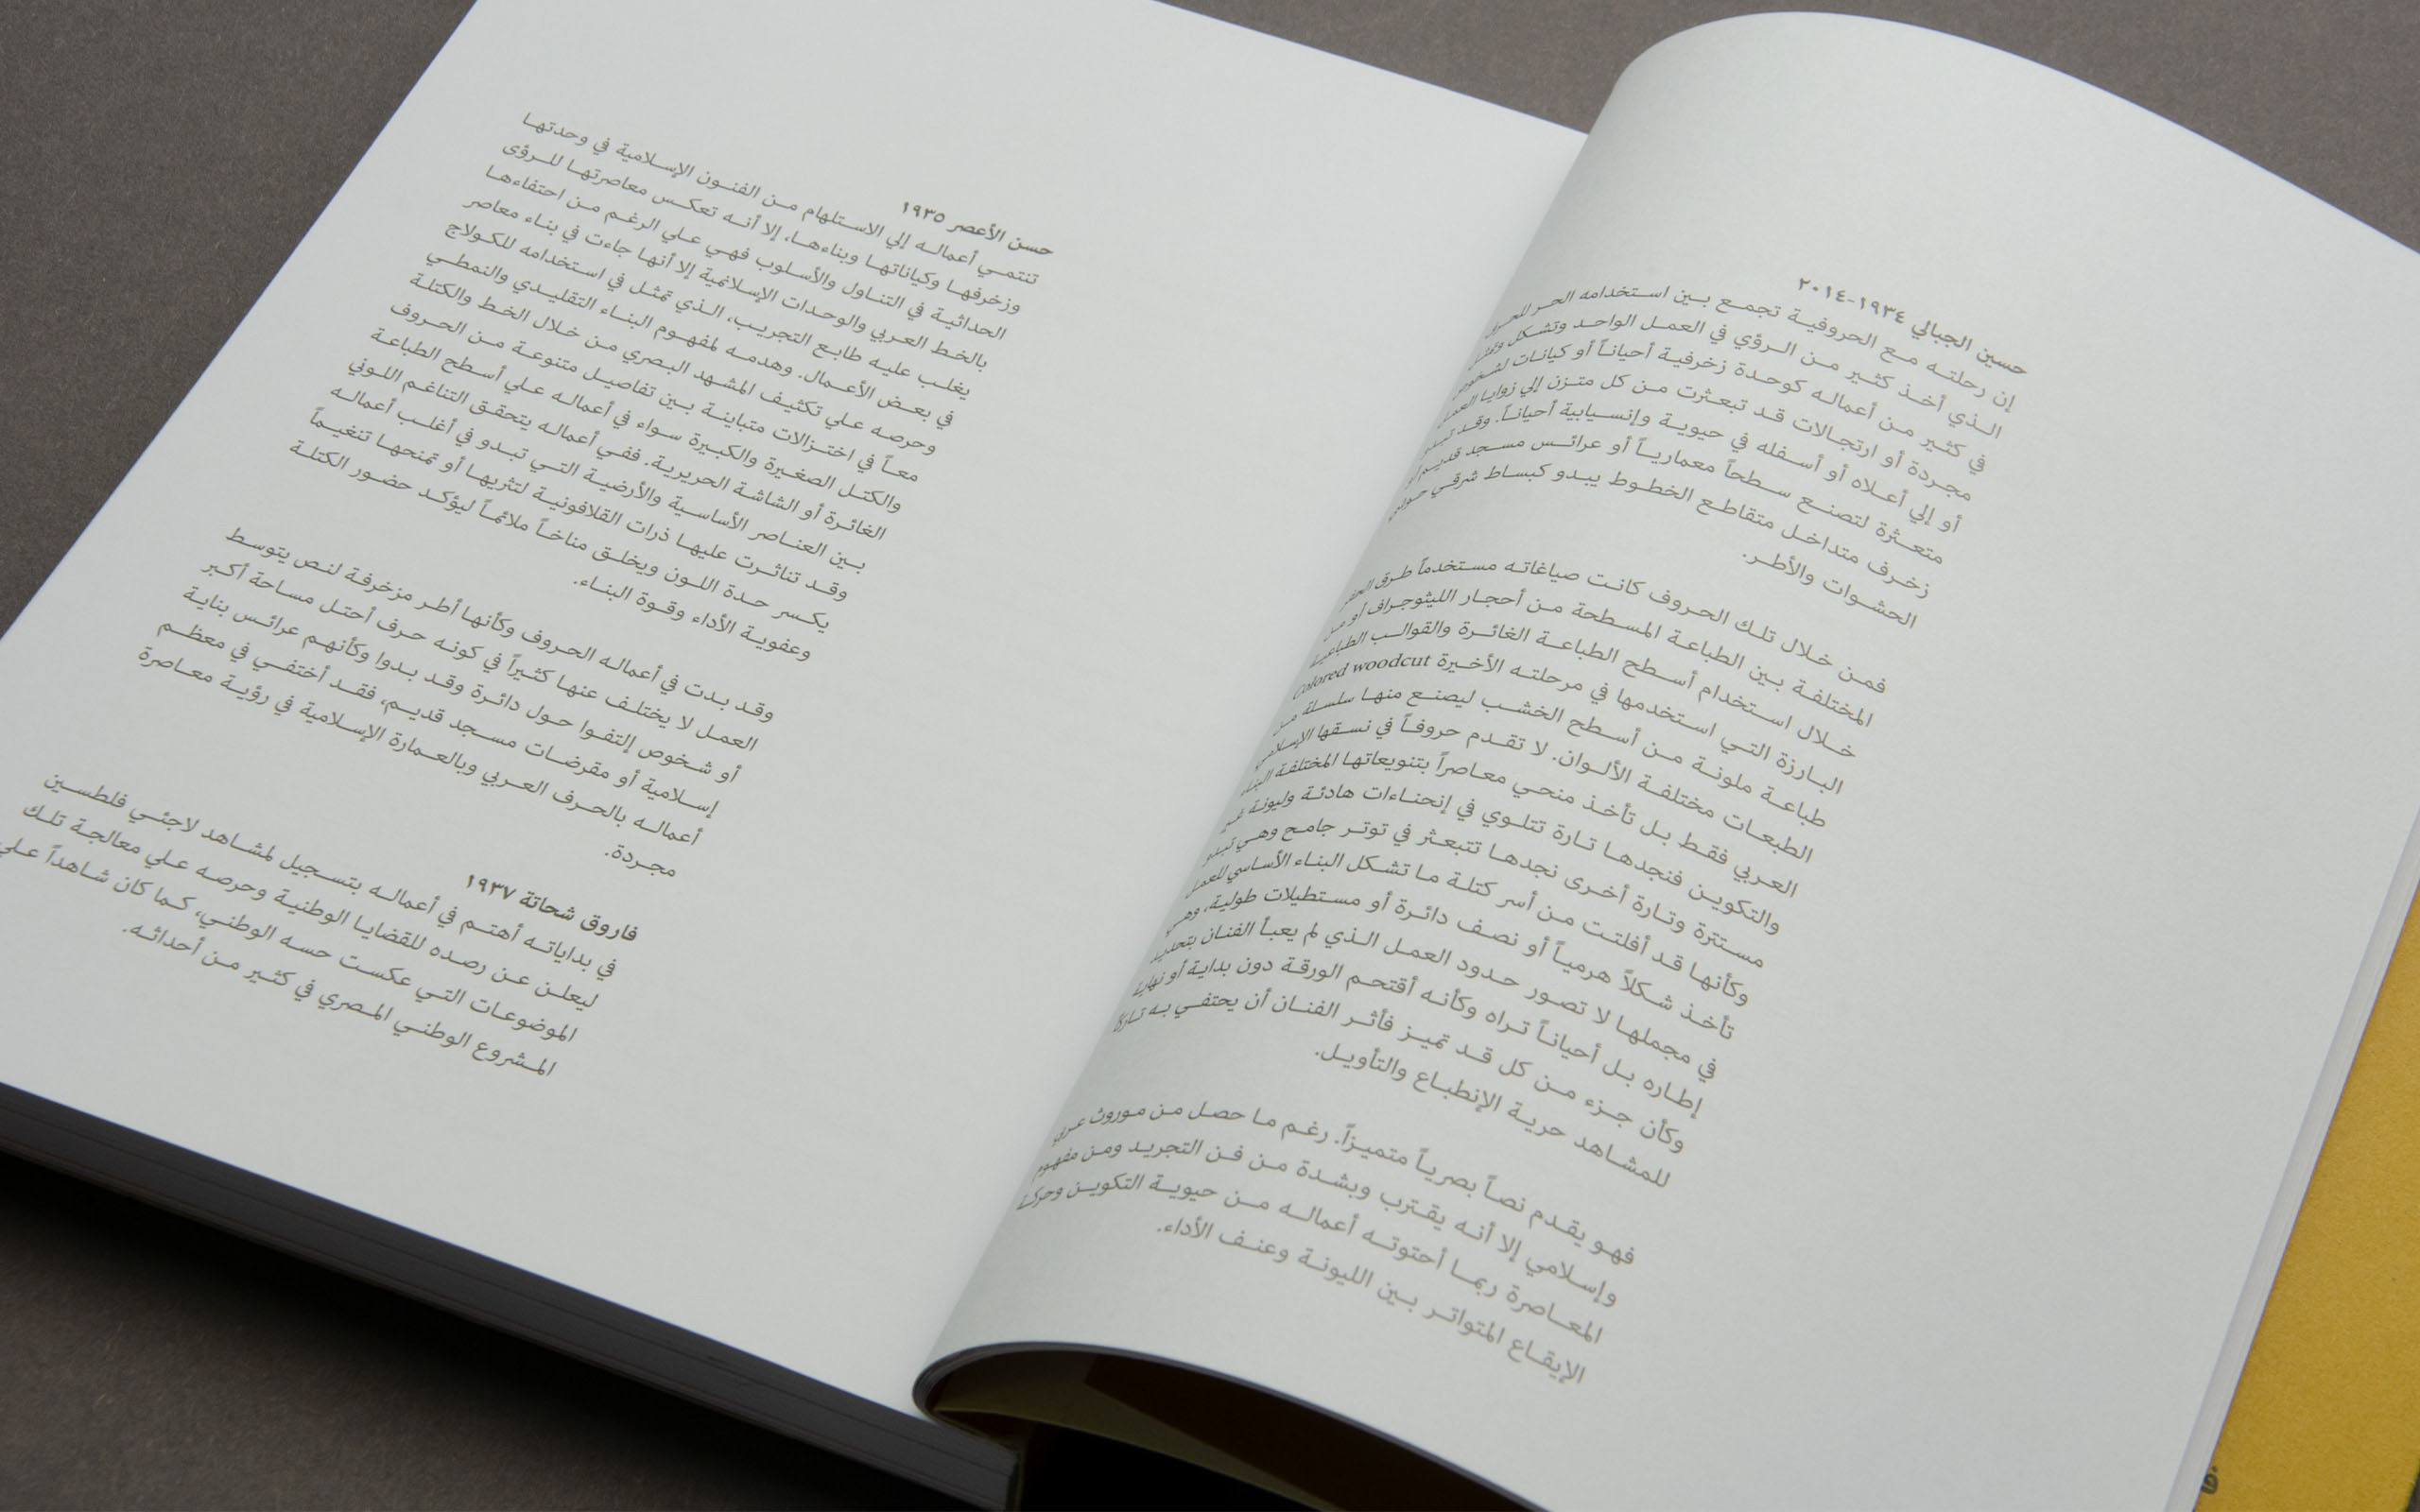 حسين الجبالي ١٩٣٤-٢٠١٤
إن رحلته مع الحروفية تجمع بين استخدامه الحر للحروف
الذي أخذ كثير من الرؤي في العمل الواحد وتشكل
في كثير من أعماله كوحدة زخرفية أحياناً أو كيانات لشخوص
مجردة أو ارتجالات قد تبعثرت من كل متزن إلي زوايا العمل
أو إلي أعلاه أو أسفله في حيوية وإنسيابية أحياناً. وقد
متعثرة لتصنع سطحاً معمارياً أو عرائس مسجد قديم أو
زخرف متداخل متقاطع الخطوط يبدو كبساط شرقي
الحشوات والأطر.
فمن خلال تلك الحروف كانت صياغاته مستخدماً طرق الحفر
المختلفة بين الطباعة المسطحة من أحجار الليثوجراف أو من
خلال استخدام أسطح الطباعة الغائرة والقوالب الطباعية
البارزة التي استخدمها في مرحلته الأخيرة Colored woodcut
طباعة ملونة من أسطح الخشب ليصنع منها سلسلة من
الطبعات مختلفة الألوان. لا تقدم حروفاً في نسقها الإسلامي
العربي فقط بل تأخذ منحي معاصراً بتنويعاتها المختلفة البناء
والتكوين فنجدها تارة تتلوي في إنحناءات هادئة وليونة غير
مستترة وتارة أخرى نجدها تتبعثر في توتر جامح وهي تبدو
وكأنها قد أفلتت من أسر كتلة ما تشكل البناء الأساسي للعمل
تأخذ شكلاً هرمياً أو نصف دائرة أو مستطيلات طولية، وهي
في مجملها لا تصور حدود العمل الذي لم يعبأ الفنان بتحديد
إطاره بل أحياناً تراه وكأنه أقتحم الورقة دون بداية أو نهاية
وكأن جزء من كل قد تميز فأثر الفنان أن يحتفي به تاركاً
للمشاهد حرية الإنطباع والتأويل.
فهو يقدم نصاً بصرياً متميزاً. رغم ما حصل من موروث عربي
وإسلامي إلا أنه يقترب وبشدة من فن التجريد ومن مفهوم
المعاصرة ربما أحتوته أعماله من حيوية التكوين وحركة
الإيقاع المتواتر بين الليونة وعنف الأداء.
حسن الأعصر ١٩٣٥
تنتمي أعماله إلي الاستلهام من الفنون الإسلامية في وحدتها
وزخرفها وكياناتها وبناءها، إلا أنه تعكس معاصرتها للرؤى
الحداثية في التناول والأسلوب فهي علي الرغم من احتفاءها
بالخط العربي والوحدات الإسلامية إلا أنها جاءت في بناء معاصر
يغلب عليه طابع التجريب، الذي تمثل في استخدامه للكولاج
في بعض الأعمال. وهدمه لمفهوم البناء التقليدي والنمطي
وحرصه علي تكثيف المشهد البصري من خلال الخط والكتلة
معاً في اختزالات متباينة بين تفاصيل متنوعة من الحروف
والكتل الصغيرة والكبيرة سواء في أعماله علي أسطح الطباعة
الغائرة أو الشاشة الحريرية. ففي أعماله يتحقق التناغم اللوني
بين العناصر الأساسية والأرضية التي تبدو في أغلب أعماله
وقد تناثرت عليها ذرات القلافونية لتثريها أو تمنحها تنغيماً
يكسر حدة اللون ويخلق مناخاً ملائماً ليؤكد حضور الكتلة
وعفوية الأداء وقوة البناء.
وقد بدت في أعماله الحروف وكأنها أطر مزخرفة لنص يتوسط
العمل لا يختلف عنها كثيراً في كونه حرف أحتل مساحة أكبر
أو شخوص إلتفوا حول دائرة وقد بدوا وكأنهم عرائس بناية
إسلامية أو مقرضات مسجد قديم، فقد أختفي في معظم
أعماله بالحرف العربي وبالعمارة الإسلامية في رؤية معاصرة
مجردة.
فاروق شحاتة ١٩٣٧
في بداياته أهتم في أعماله بتسجيل لمشاهد لاجئي فلطسين
ليعلن عن رصده للقضايا الوطنية وحرصه علي معالجة تلك
الموضوعات التي عكست حسه الوطني، كما كان شاهداً علي
المشروع الوطني المصري في كثير من أحداثه.